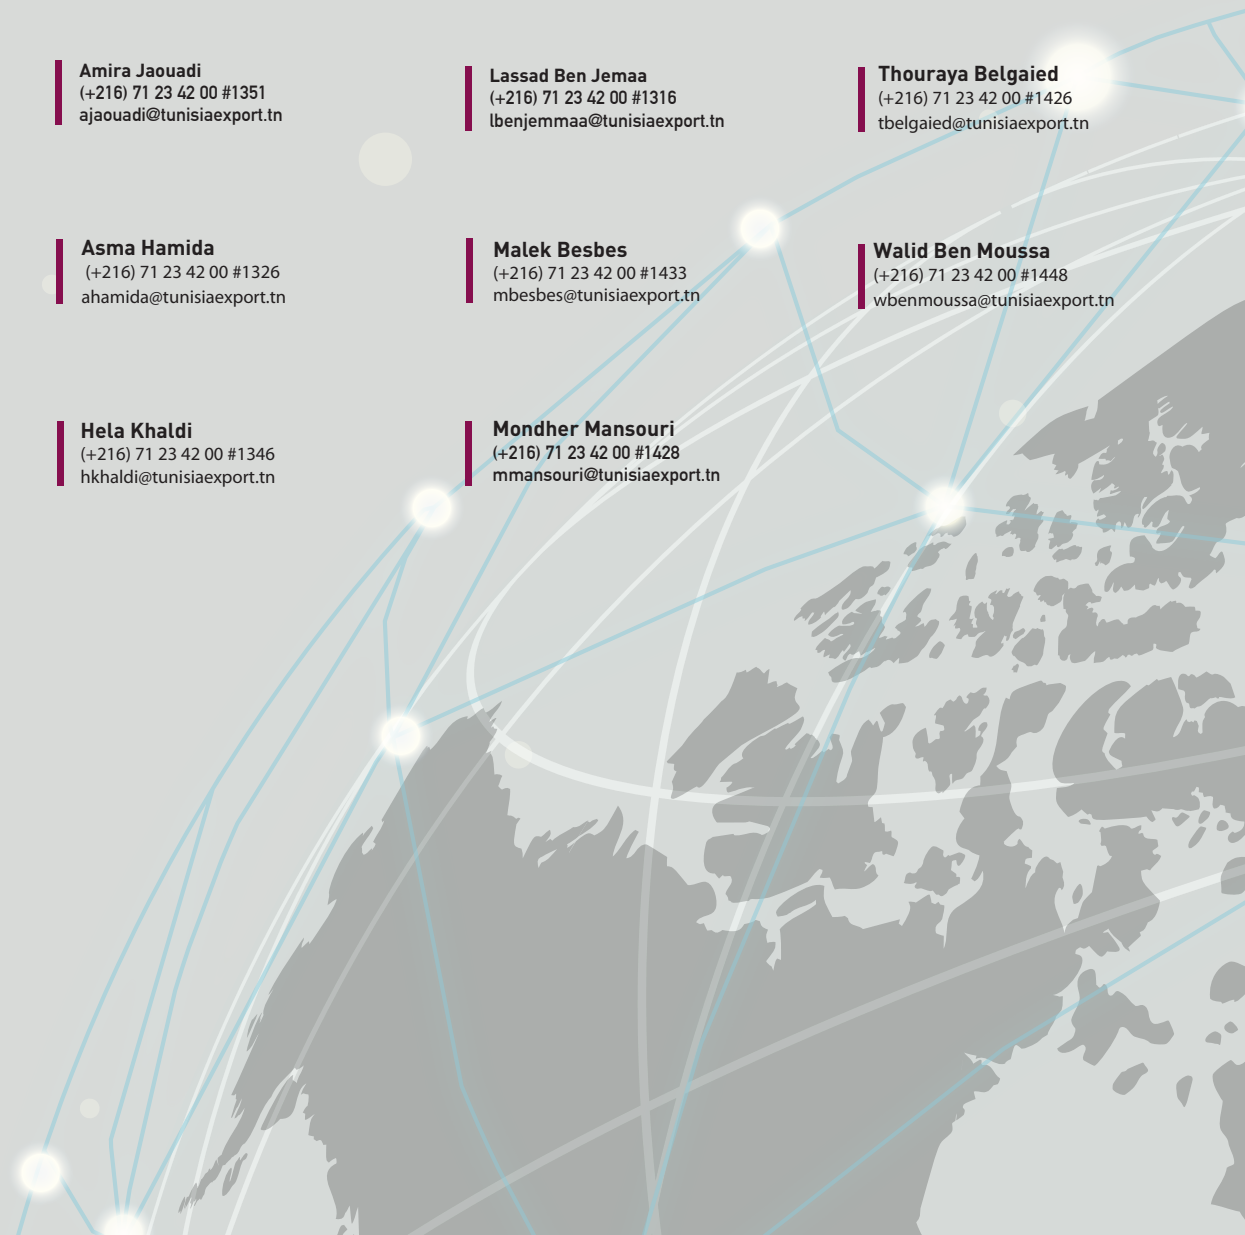 Amira Jaouadi
(+216) 71 23 42 00 #1351
ajaouadi@tunisiaexport.tn
Lassad Ben Jemaa
(+216) 71 23 42 00 #1316
lbenjemmaa@tunisiaexport.tn
Thouraya Belgaied
(+216) 71 23 42 00 #1426
tbelgaied@tunisiaexport.tn
Asma Hamida
(+216) 71 23 42 00 #1326
ahamida@tunisiaexport.tn
Malek Besbes
(+216) 71 23 42 00 #1433
mbesbes@tunisiaexport.tn
Walid Ben Moussa
(+216) 71 23 42 00 #1448
wbenmoussa@tunisiaexport.tn
Hela Khaldi
(+216) 71 23 42 00 #1346
hkhaldi@tunisiaexport.tn
Mondher Mansouri
(+216) 71 23 42 00 #1428
mmansouri@tunisiaexport.tn